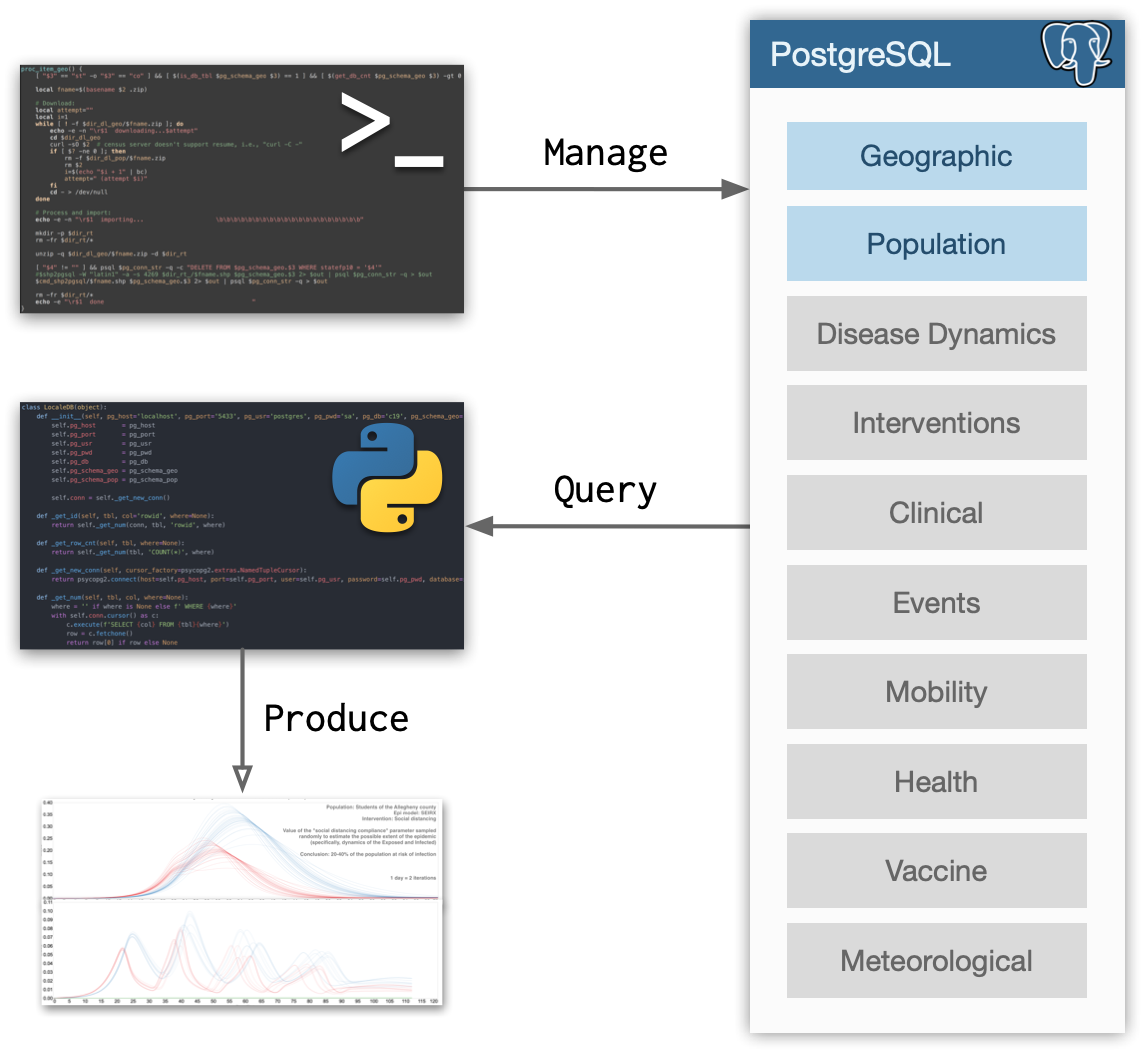 proc_item_geo() {
[ "$3" == "st" -o "$3" == "co" ] && [ $(is_db_tbl $pg_schema_geo $3) == 1 ] && [ $(get_db_cnt $pg_schema_geo $3) -gt 0
local fname=$(basename $2 .zip)
# Download:
local attempt=""
local i=1
while [ ! -f $dir_dl_geo/$fname.zip ]; do
echo -e -n "\r$1  downloading...$attempt"
cd $dir_dl_geo
curl -sO $2  # census server doesn't support resume, i.e., "curl -C -"
if [ $? -ne 0 ]; then
rm -f $dir_dl_pop/$fname.zip
rm $2
i=$(echo "$i + 1" | bc)
attempt=" (attempt $i)"
fi
cd - > /dev/null
done
# Process and import:
echo -e -n "\r$1  importing...
mkdir -p $dir_rt
rm -fr $dir_rt/*
unzip -q $dir_dl_geo/$fname.zip -d $dir_rt
[ "$4" != "" ] && psql $pg_conn_str -q -c "DELETE FROM $pg_schema_geo.$3 WHERE statefp10 = '$4'"
$cmd_shp2pgsql/$fname.shp $pg_schema_geo.$3 2> $out | psql $pg_conn_str -q > $out
rm -fr $dir_rt/*
echo -e "\r$1  done
}
>_
Manage
PostgreSQL
Geographic
Population
Disease Dynamics
Interventions
Clinical
Events
Mobility
Health
Vaccine
Meteorological
class LocaleDB(object):
def __init__(self, pg_host='localhost', pg_port='5433', pg_usr='postgres', pg_pwd='sa', pg_db='c19', pg_schema_geo=
self.pg_host = pg_host
self.pg_port = pg_port
self.pg_usr = pg_usr
self.pg_pwd = pg_pwd
self.pg_db = pg_db
self.pg_schema_geo = pg_schema_geo
self.pg_schema_pop = pg_schema_pop
self.conn = self._get_new_conn()
def _get_id(self, tbl, col='rowid', where=None):
return self._get_num(conn, tbl, 'rowid', where)
def _get_row_cnt(self, tbl, where=None):
return self._get_num(tbl, 'COUNT(*)', where)
def _get_new_conn(self, cursor_factory=psycopg2.extras.NamedTupleCursor):
return psycopg2.connect(host=self.pg_host, port=self.pg_port, user=self.pg_usr, password=self.pg_pwd, database=
def _get_num(self, tbl, col, where=None):
where = '' if where is None else f' WHERE {where}'
with self.conn.cursor() as c:
c.execute(f'SELECT {col} FROM {tbl}{where}')
row = c.fetchone()
return row[0] if row else None
Query
Produce
Population: Students of the Allegheny county
Epi model: SEIRS
Intervention: Social distancing
Value of the "social distancing compliance" parameter sampled
randomly to estimate the possible extent of the epidemic
(specifically, dynamics of the Exposed and Infected)
Conclusion: 20-40% of the population at risk of infection
1 day = 2 iterations
0.40
0.35
0.30
0.25
0.20
0.15
0.10
0.05
0.00
0.11
0.10
0.09
0.08
0.07
0.06
0.05
0.04
0.03
0.02
0.01
0.00
0 5 10 15 20 25 30 35 40 45 50 55 60 65 70 75 80 85 90 95 100 105 110 115 120